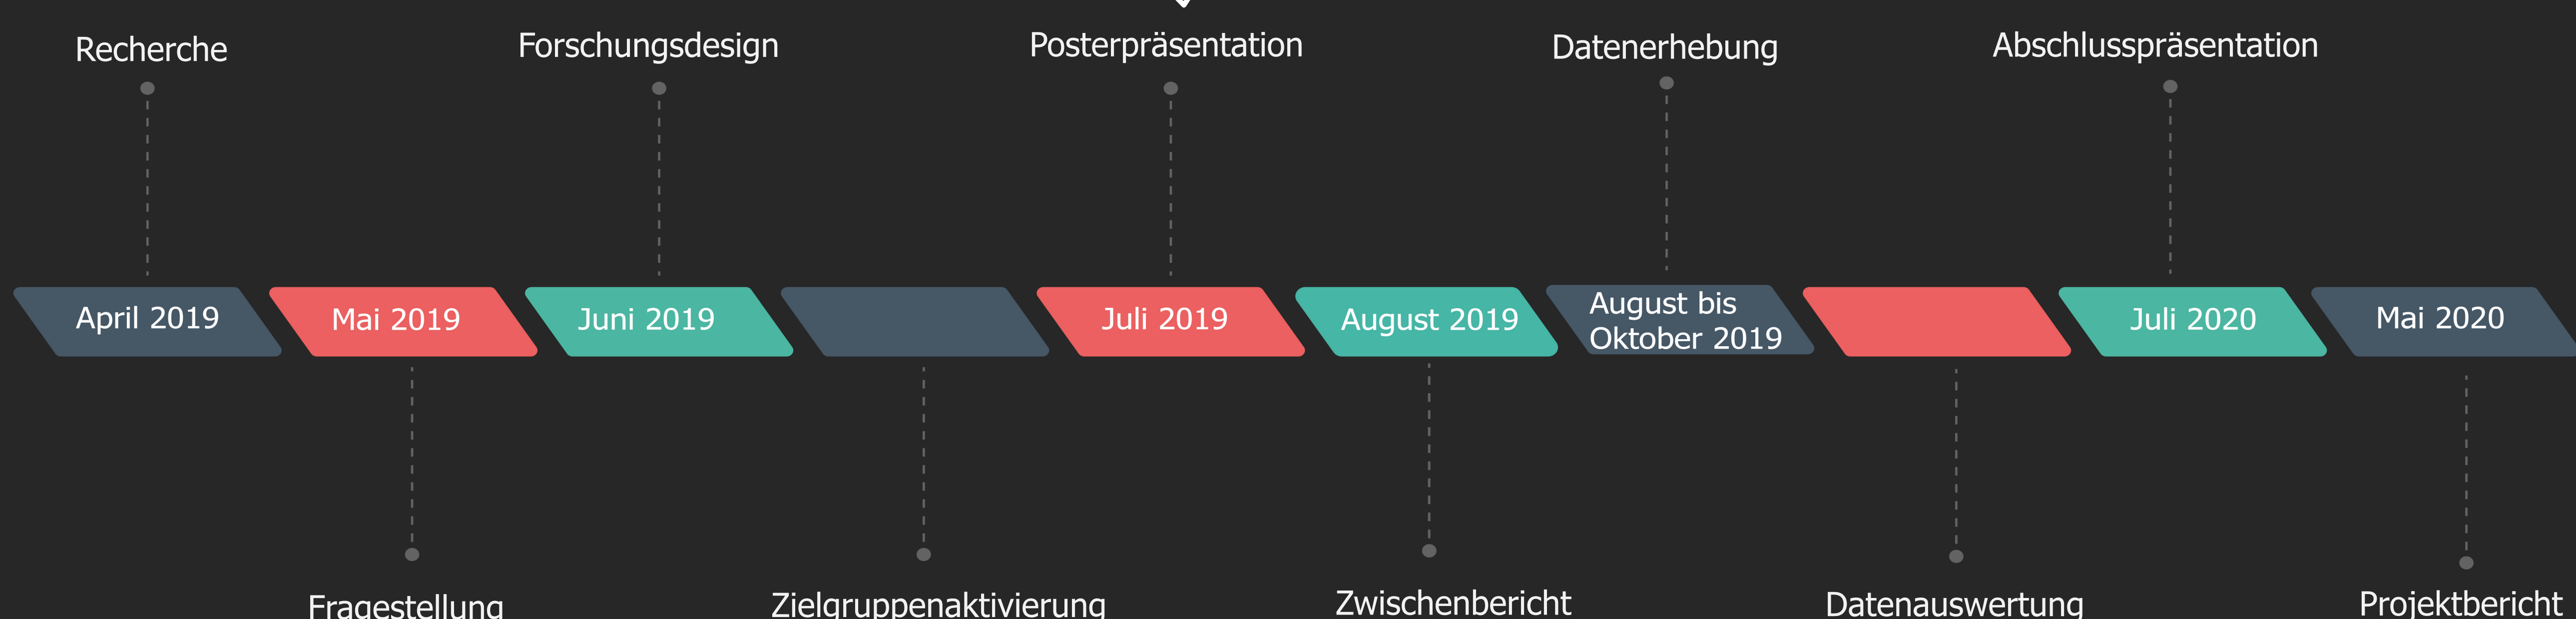 Recherche
Forschungsdesign
Posterpräsentation
Datenerhebung
Abschlusspräsentation
April 2019
Mai 2019
Juni 2019
Juli 2019
August 2019
August bis
Oktober 2019
Juli 2020
Mai 2020
Fragestellung
Zielgruppenaktivierung
Zwischenbericht
Datenauswertung
Projektbericht